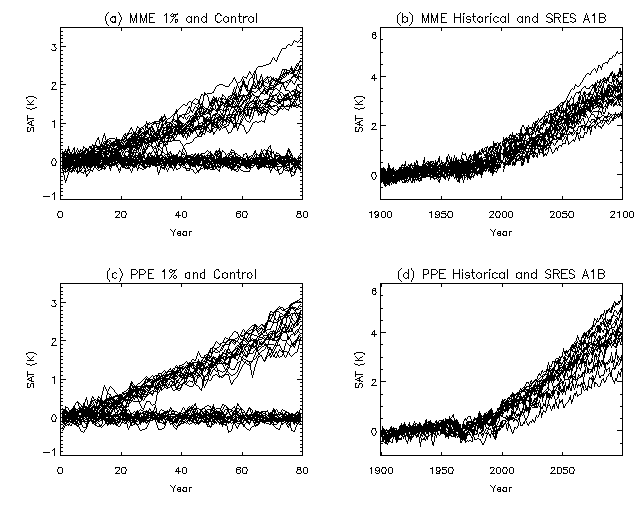 (a) MME 1% and Control
3
2
1
0
−1
SAT (K)
0 20 40 60 80
Year
(b) MME Historical and SRES A1B
6
4
2
0
SAT (K)
1900 1950 2000 2050 2100
Year
(c) PPE 1% and Control
3
2
1
0
−1
SAT (K)
0 20 40 60 80
Year
(d) PPE Historical and SRES A1B
6
4
2
0
SAT (K)
1900 1950 2000 2050
Year